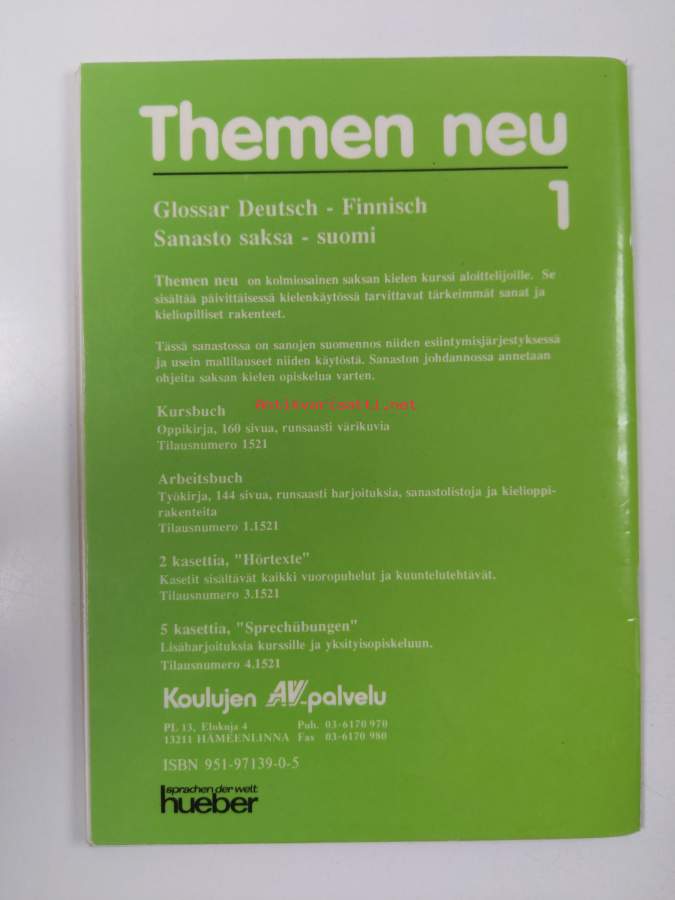 Themen neu
1
Glossar Deutsch - Finnisch
Sanasto saksa - suomi
Themen neu on kolmiosainen saksan kielen kurssi aloittelijoille. Se
sisältää päivittäisessä kielenkäytössä tarvittavat tärkeimmät sanat ja
kieliopilliset rakenteet.
Tässä sanastossa on sanojen suomennos niiden esiintymisjärjestyksessä
ja usein mallilauseet niiden käytöstä. Sanaston johdannossa annetaan
ohjeita saksan kielen opiskelua varten.
Antikvariaatti.net
Kursbuch
Oppikirja, 160 sivua, runsaasti värikuvia
Tilausnumero 1521
Arbeitsbuch
Työkirja, 144 sivua, runsaasti harjoituksia, sanastolistoja ja kielioppi-
rakenteita
Tilausnumero 1.1521
2 kasettia, "Hörtexte"
Kasetit sisältävät kaikki vuoropuhelut ja kuuntelutehtävät.
Tilausnumero 3.1521
5 kasettia, "Sprechübungen"
Lisäharjoituksia kurssille ja yksityisopiskeluun.
Tilausnumero 4.1521
Koulujen AV-palvelu
PL 13, Elokuja 4 Puh. 03-6170 970
13211 HÄMEENLINNA Fax 03-6170 980
ISBN 951-97139-0-5
sprachen der welt
hueber